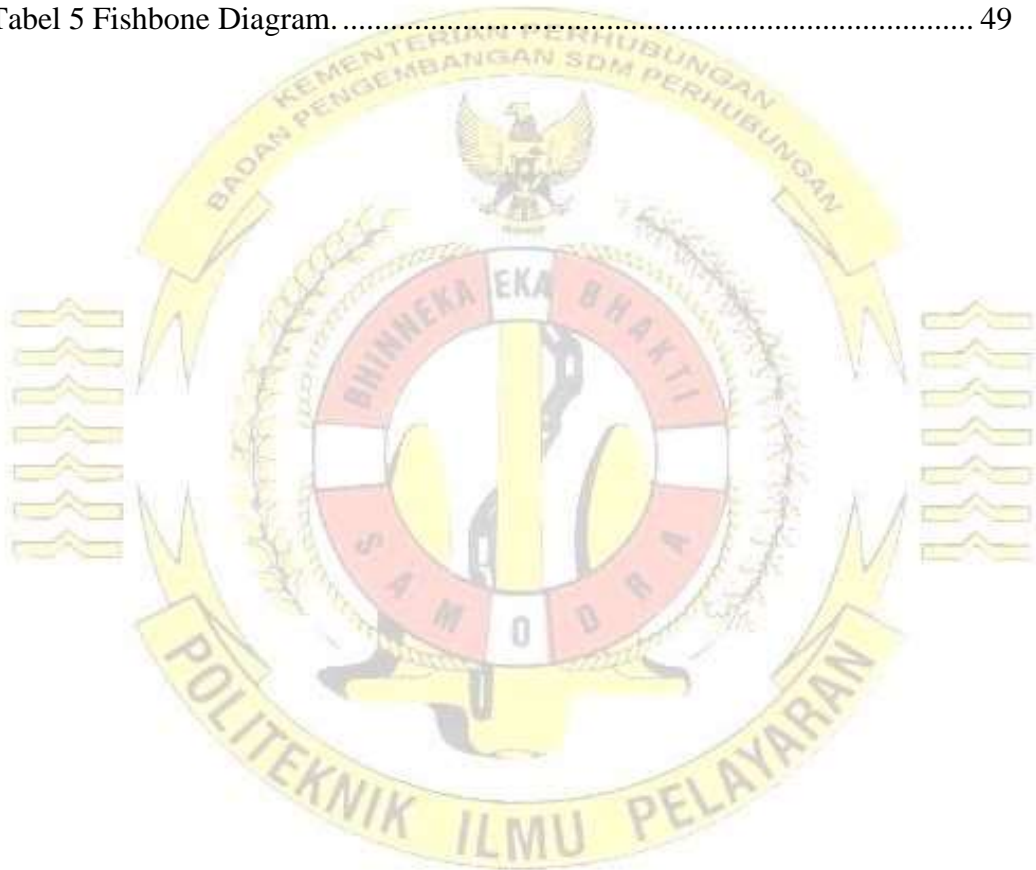 Tabel 5 Fishbone Diagram. ................................................................................ 49
KEMENTERIAN PERHUBUNGAN
BADAN PENGEMBANGAN SDM PERHUBUNGAN
BHINNEKA EKA BHAKTI
SAMODRA
POLITEKNIK ILMU PELAYARAN